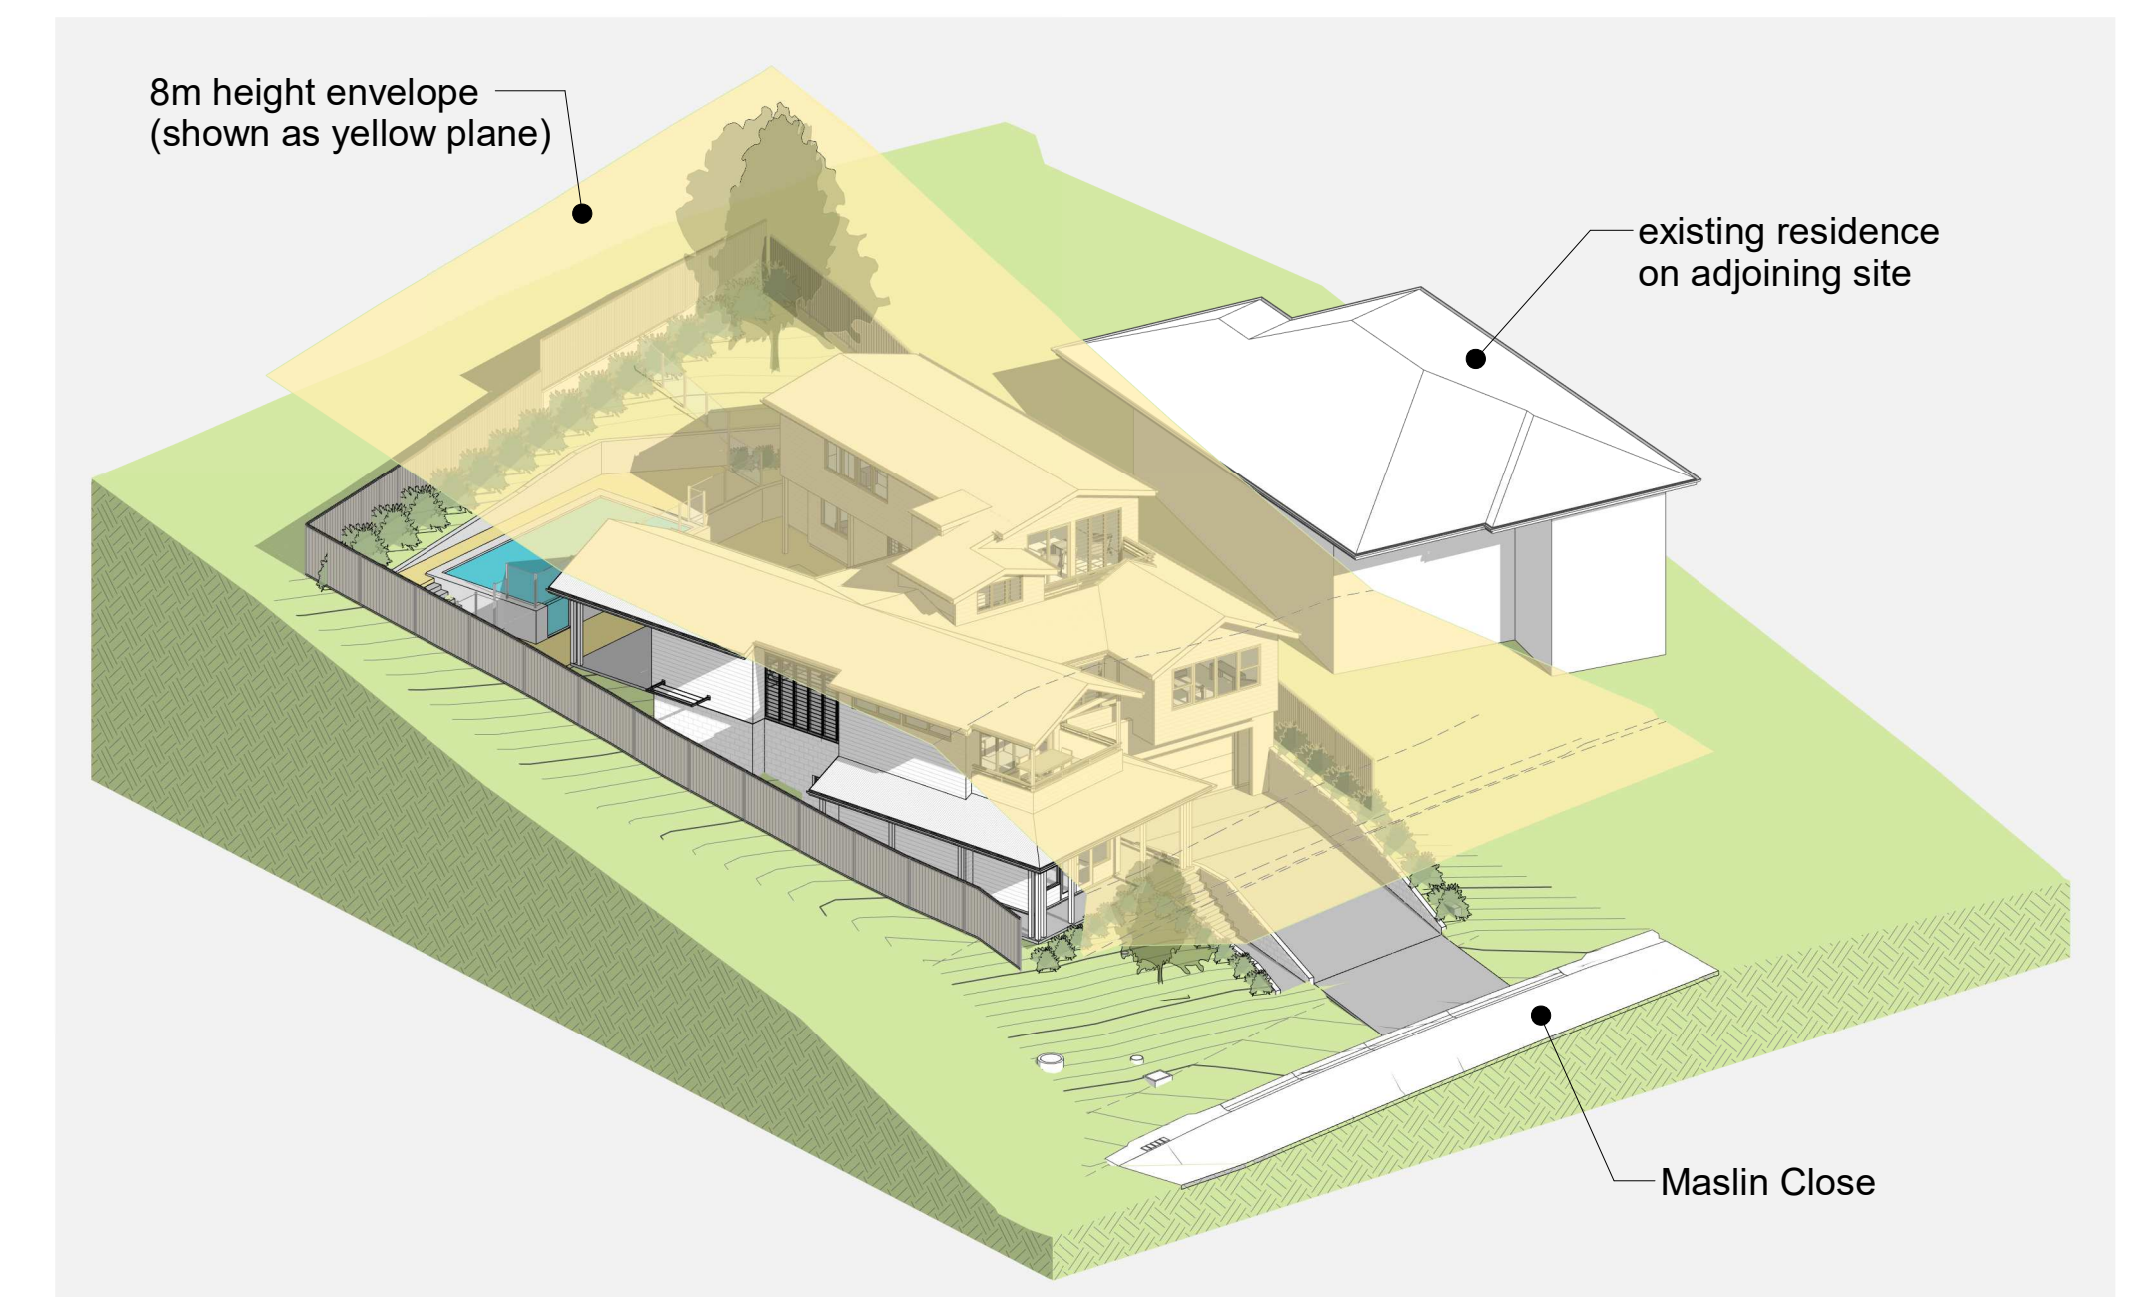 8m height envelope
(shown as yellow plane)
existing residence
on adjoining site
Maslin Close